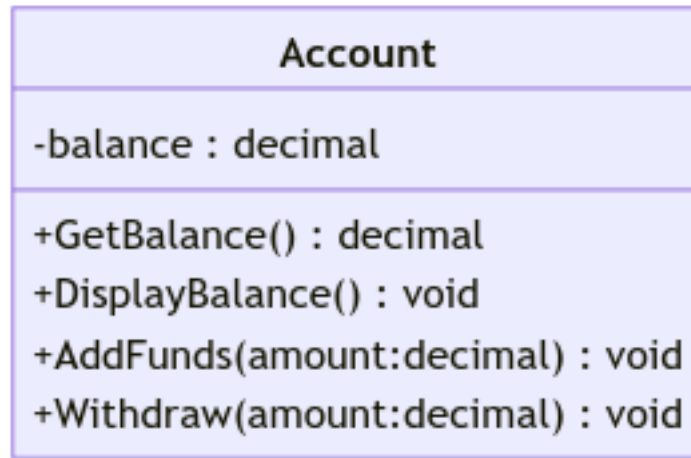 Account
-balance : decimal
+GetBalance() : decimal
+DisplayBalance() : void
+AddFunds(amount:decimal) : void
+Withdraw(amount:decimal) : void